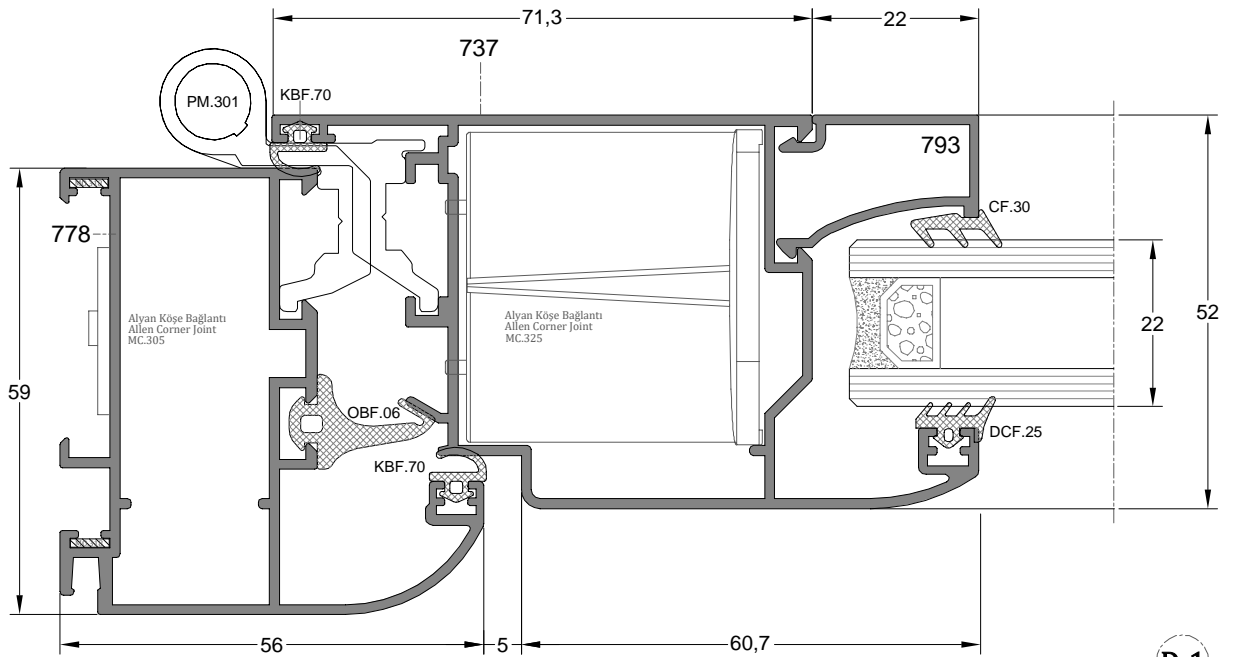 71,3
22
737
PM.301
KBF.70
793
CF.30
778
Alyan Köşe Bağlantı
Allen Corner Joint
MC.305
Alyan Köşe Bağlantı
Allen Corner Joint
MC.325
22
52
59
OBF.06
DCF.25
KBF.70
56
5
60,7